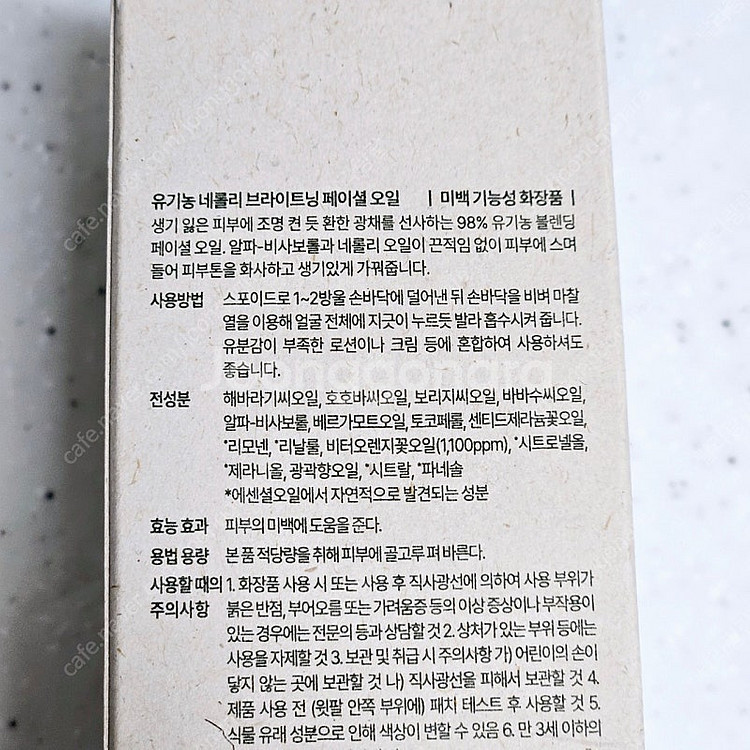 유기농 네롤리 브라이트닝 페이셜 오일 | 미백 기능성 화장품 |
생기 잃은 피부에 조명 켠 듯 환한 광채를 선사하는 98% 유기농 블렌딩
페이셜 오일. 알파-비사보롤과 네롤리 오일이 끈적임 없이 피부에 스며
들어 피부톤을 화사하고 생기있게 가꿔줍니다.
사용방법 스포이드로 1~2방울 손바닥에 덜어낸 뒤 손바닥을 비벼 마찰
열을 이용해 얼굴 전체에 지긋이 누르듯 발라 흡수시켜 줍니다.
유분감이 부족한 로션이나 크림 등에 혼합하여 사용하셔도
좋습니다.
전성분 해바라기씨오일, 호호바씨오일, 보리지씨오일, 바바수씨오일,
알파-비사보롤, 베르가모트오일, 토코페롤, 센티드제라늄꽃오일,
*리모넨, *리날룰, 비터오렌지꽃오일(1,100ppm), *시트로넬올,
*제라니올, 광곽향오일, *시트랄, *파네솔
*에센셜오일에서 자연적으로 발견되는 성분
효능 효과 피부의 미백에 도움을 준다.
용법 용량 본 품 적당량을 취해 피부에 골고루 펴 바른다.
사용할 때의 1. 화장품 사용 시 또는 사용 후 직사광선에 의하여 사용 부위가
주의사항 붉은 반점, 부어오름 또는 가려움증 등의 이상 증상이나 부작용이
있는 경우에는 전문의 등과 상담할 것 2. 상처가 있는 부위 등에는
사용을 자제할 것 3. 보관 및 취급 시 주의사항 가) 어린이의 손이
닿지 않는 곳에 보관할 것 나) 직사광선을 피해서 보관할 것 4.
제품 사용 전 (윗팔 안쪽 부위에) 패치 테스트 후 사용할 것 5.
식물 유래 성분으로 인해 색상이 변할 수 있음 6. 만 3세 이하의
Joonggonara